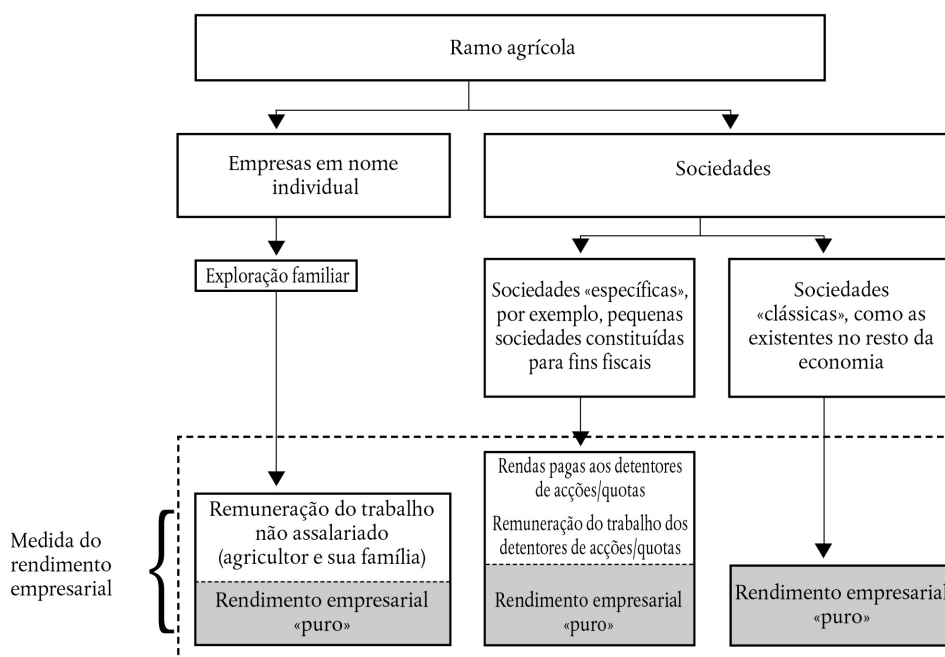 Ramo agrícola
Empresas em nome
individual
Sociedades
Exploração familiar
Sociedades «específicas»,
por exemplo, pequenas
sociedades constituídas
para fins fiscais
Sociedades
«clássicas», como as
existentes no resto da
economia
Medida do
rendimento
empresarial
Remuneração do trabalho
não assalariado
(agricultor e sua família)
Rendimento empresarial
«puro»
Rendas pagas aos detentores
de acções/quotas
Remuneração do trabalho dos
detentores de acções/quotas
Rendimento empresarial
«puro»
Rendimento empresarial
«puro»